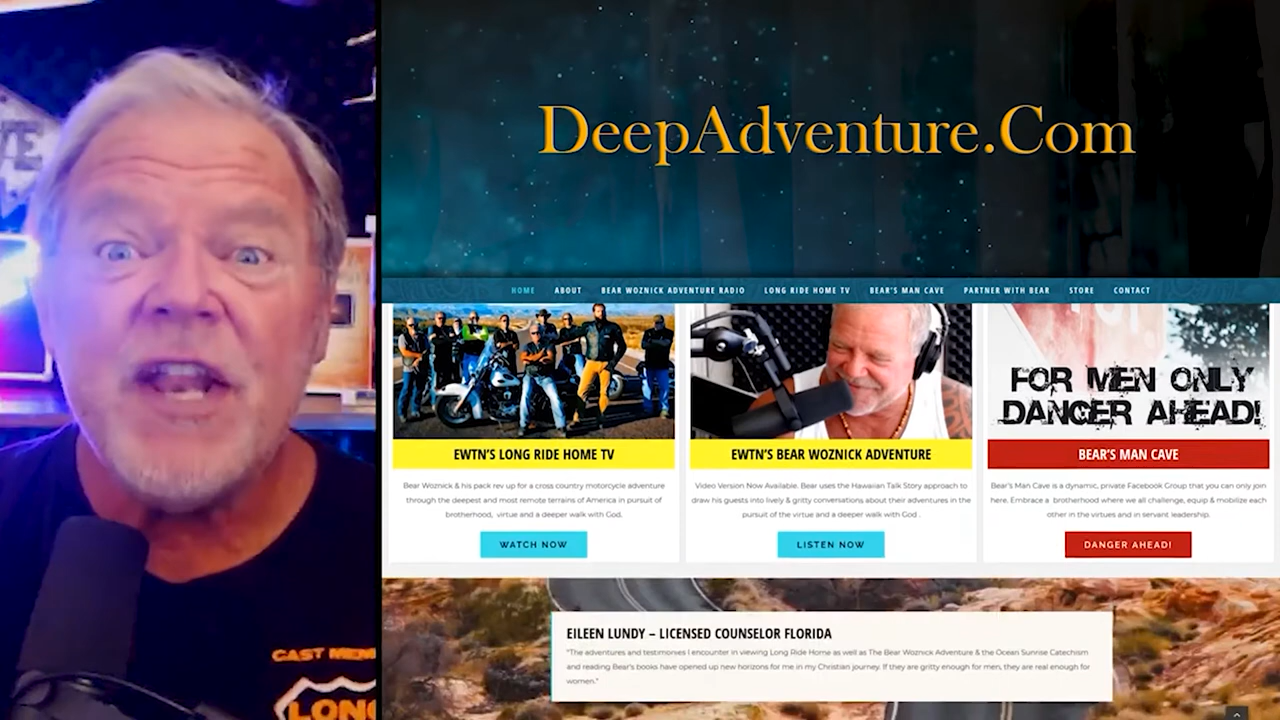 DeepAdventure.Com
HOME ABOUT BEAR WOZNICK ADVENTURE RADIO LONG RIDE HOME TV BEAR'S MAN CAVE PARTNER WITH BEAR STORE CONTACT
FOR MEN ONLY
DANGER AHEAD!
EWTN'S LONG RIDE HOME TV
Bear Woznick & his pack rev up for a cross country motorcycle adventure
through the deepest and most remote terrains of America in pursuit of
brotherhood, virtue and a deeper walk with God.
WATCH NOW
EWTN'S BEAR WOZNICK ADVENTURE
Video Version Now Available. Bear uses the Hawaiian Talk Story approach to
draw his guests into lively & gritty conversations about their adventures in the
pursuit of the virtue and a deeper walk with God .
LISTEN NOW
BEAR'S MAN CAVE
Bear's Man Cave is a dynamic, private Facebook Group that you can only join
here. Embrace a brotherhood where we all challenge, equip & mobilize each
other in the virtues and in servant leadership.
DANGER AHEAD!
EILEEN LUNDY – LICENSED COUNSELOR FLORIDA
"The adventures and testimonies I encounter in viewing Long Ride Home as well as The Bear Woznick Adventure & the Ocean Sunrise Catechism
and reading Bear's books have opened up new horizons for me in my Christian journey. If they are gritty enough for men, they are real enough for
women."
CAST MEM
LONG